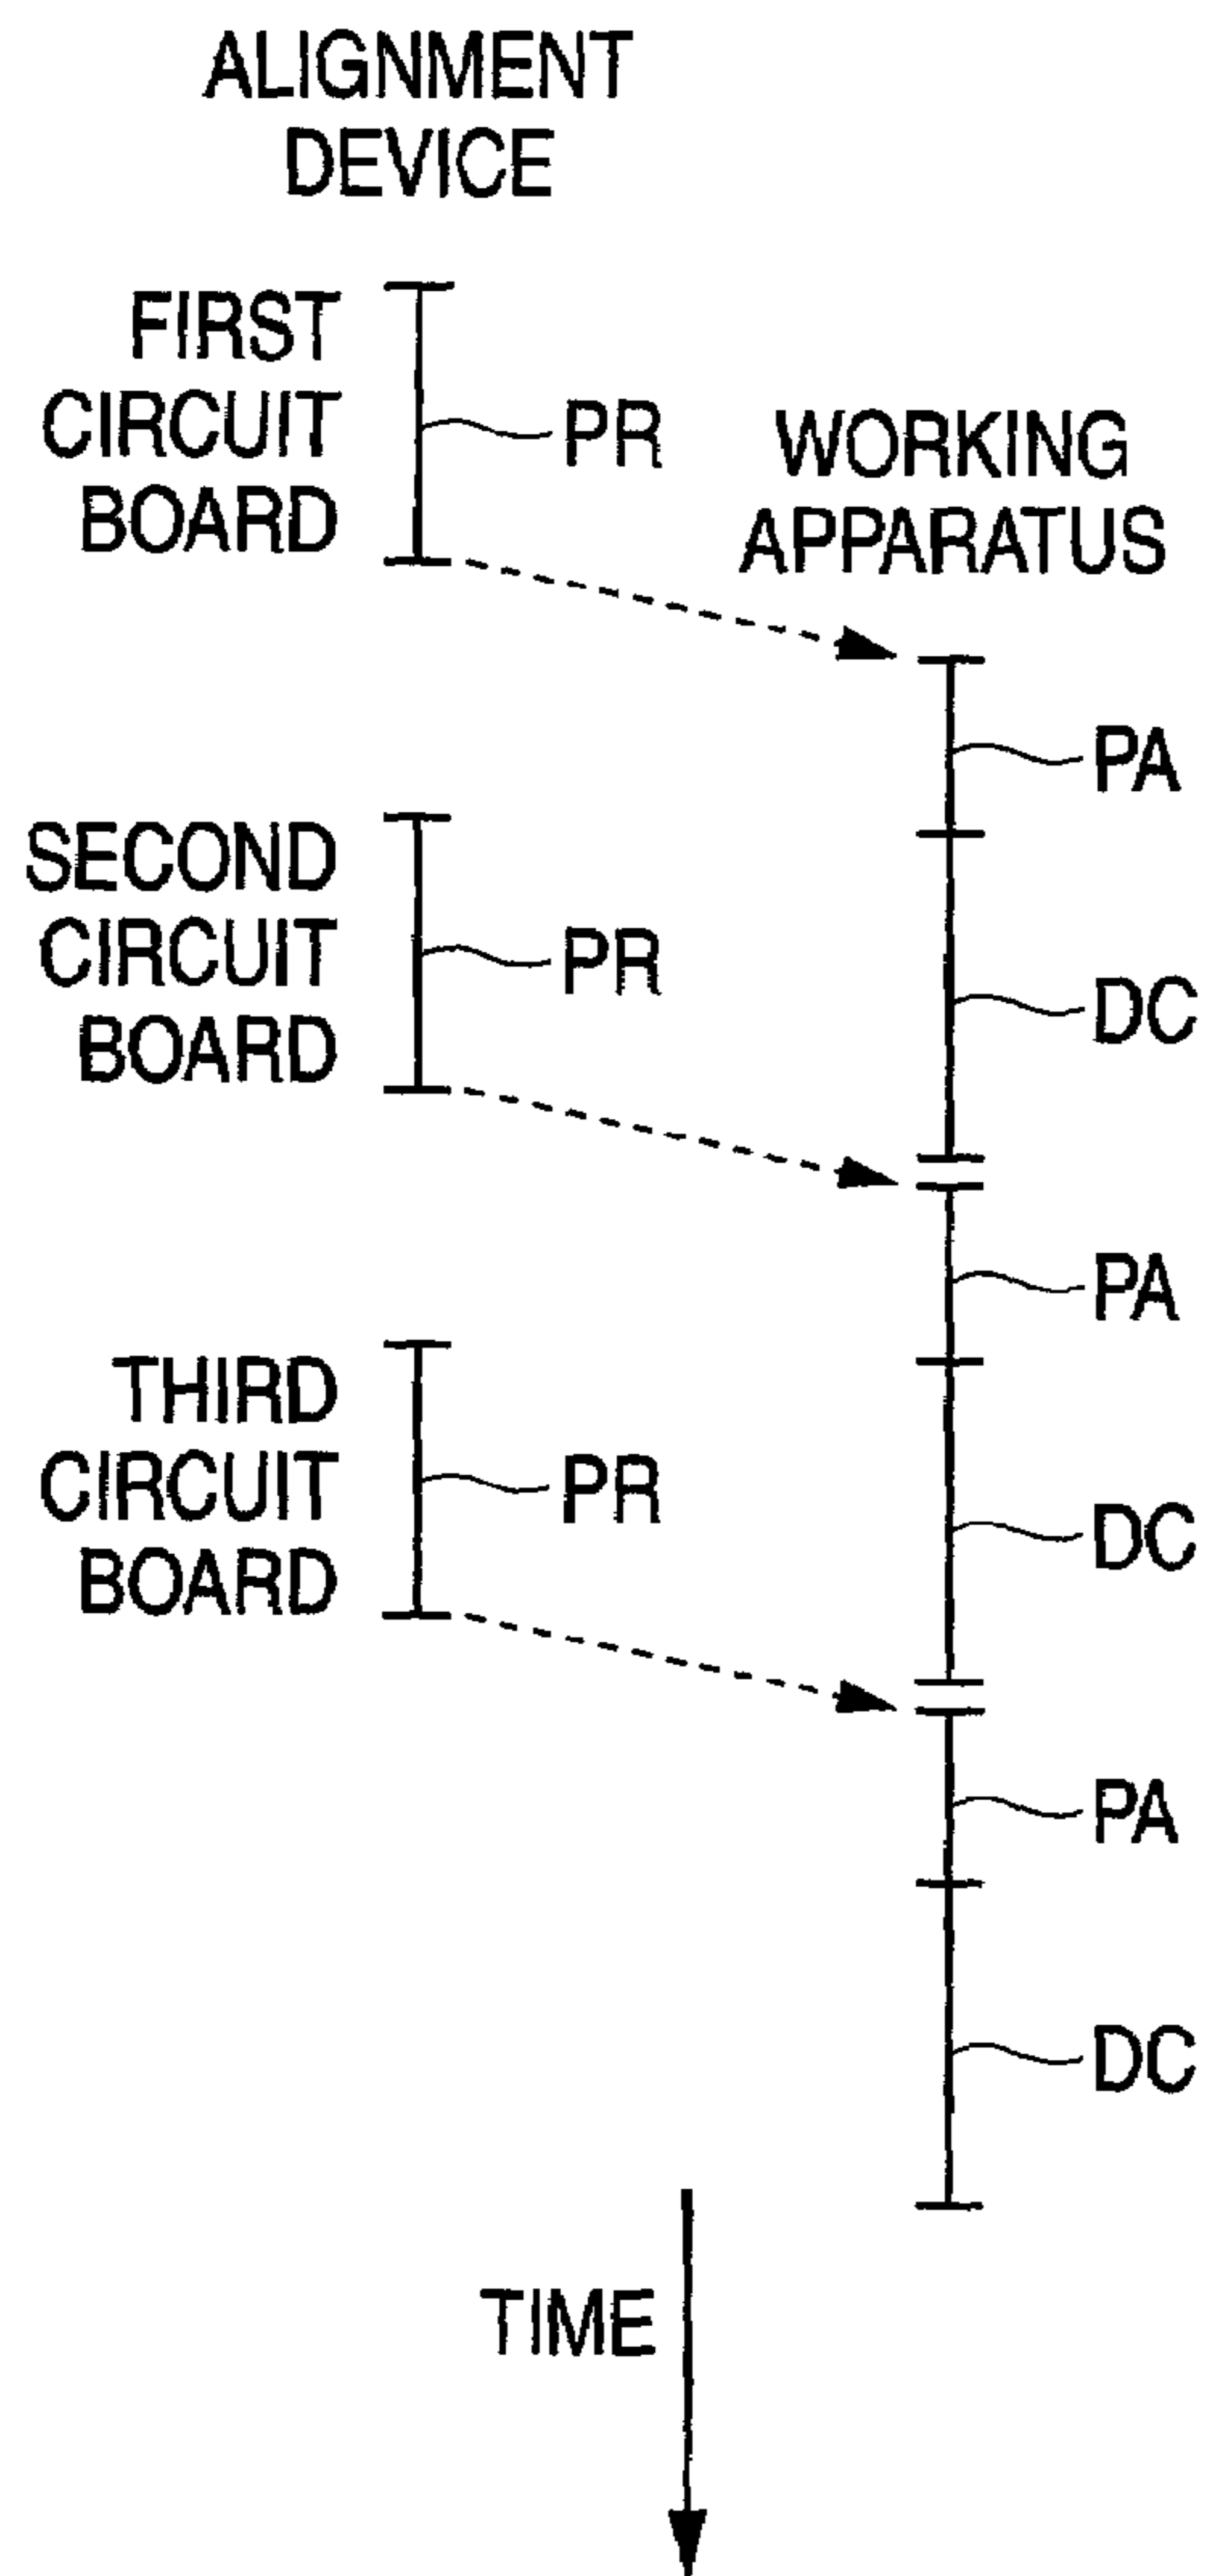 ALIGNMENT
DEVICE
FIRST
CIRCUIT
BOARD
PR
WORKING
APPARATUS
PA
SECOND
CIRCUIT
BOARD
PR
DC
PA
THIRD
CIRCUIT
BOARD
PR
DC
PA
DC
TIME